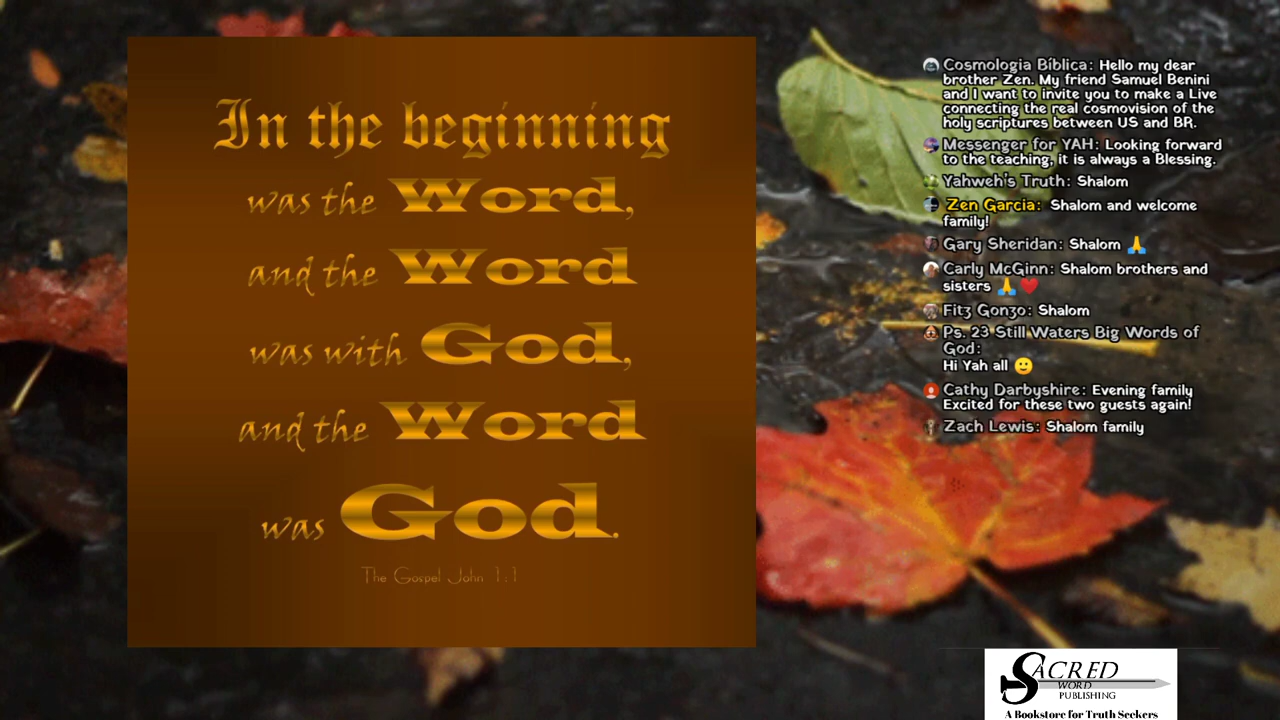 In the beginning
was the Word,
and the Word
was with God,
and the Word
was God.
The Gospel John 1:1
Cosmologia Bíblica: Hello my dear
brother Zen. My friend Samuel Benini
and I want to invite you to make a Live
connecting the real cosmovision of the
holy scriptures between US and BR.
Messenger for YAH: Looking forward
to the teaching, it is always a Blessing.
Yahweh's Truth: Shalom
Zen Garcia: Shalom and welcome
family!
Gary Sheridan: Shalom 🙏
Carly McGinn: Shalom brothers and
sisters 🙏❤️
Fitz Gonzo: Shalom
Ps. 23 Still Waters Big Words of
God:
Hi Yah all 🙂
Cathy Darbyshire: Evening family
Excited for these two guests again!
Zach Lewis: Shalom family
SACRED
WORD
PUBLISHING
A Bookstore for Truth Seekers